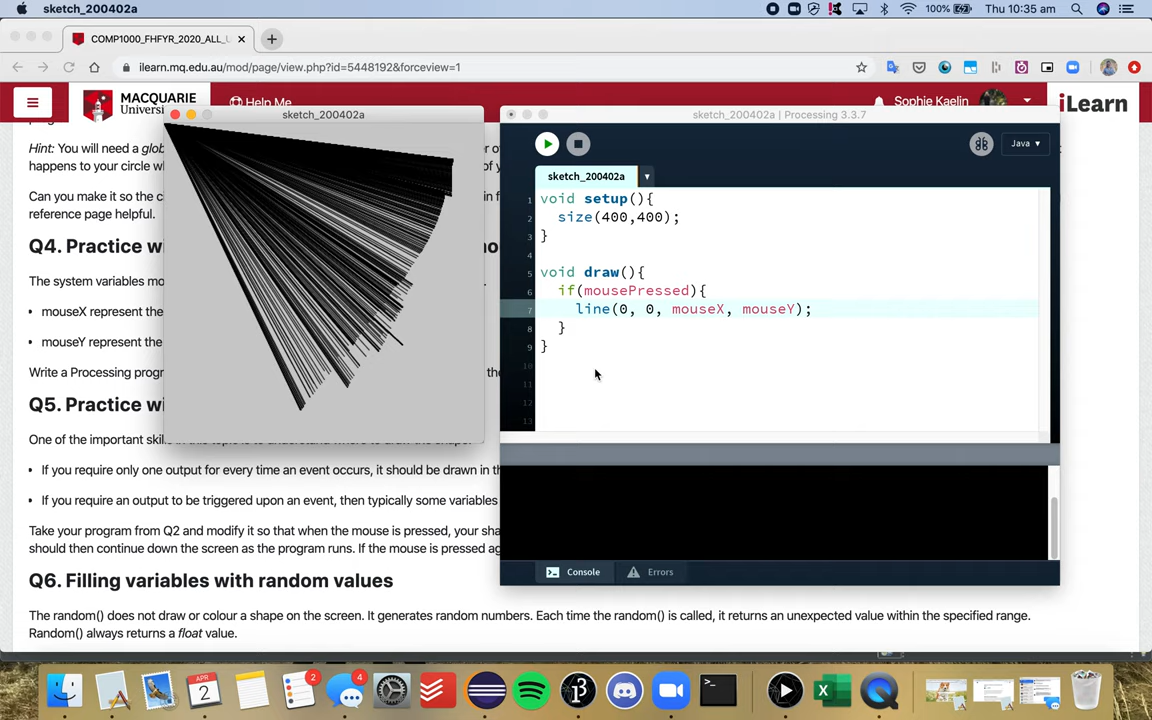 sketch_200402a
100%
Thu 10:35 am
COMP1000_FHFYR_2020_ALL_U
ilearn.mq.edu.au/mod/page/view.php?id=5448192&forceview=1
MACQUARIE
Help Me
Sophie Kaelin
iLearn
Universi
sketch_200402a
sketch_200402a | Processing 3.3.7
Java
sketch_200402a
Hint: You will need a glob
happens to your circle w
Can you make it so the c
reference page helpful.
Q4. Practice w
The system variables mo
• mouseX represent the
• mouseY represent the
Write a Processing progr
Q5. Practice wi
One of the important skil
• If you require only one output for every time an event occurs, it should be drawn in th
• If you require an output to be triggered upon an event, then typically some variables
Take your program from Q2 and modify it so that when the mouse is pressed, your sha
should then continue down the screen as the program runs. If the mouse is pressed ag
1 void setup(){
2 size(400,400);
3 }
4
5 void draw(){
6 if(mousePressed){
7 line(0, 0, mouseX, mouseY);
8 }
9 }
10
11
12
13
Console
Errors
Q6. Filling variables with random values
The random() does not draw or colour a shape on the screen. It generates random numbers. Each time the random() is called, it returns an unexpected value within the specified range.
Random() always returns a float value.
APR
2
2
4